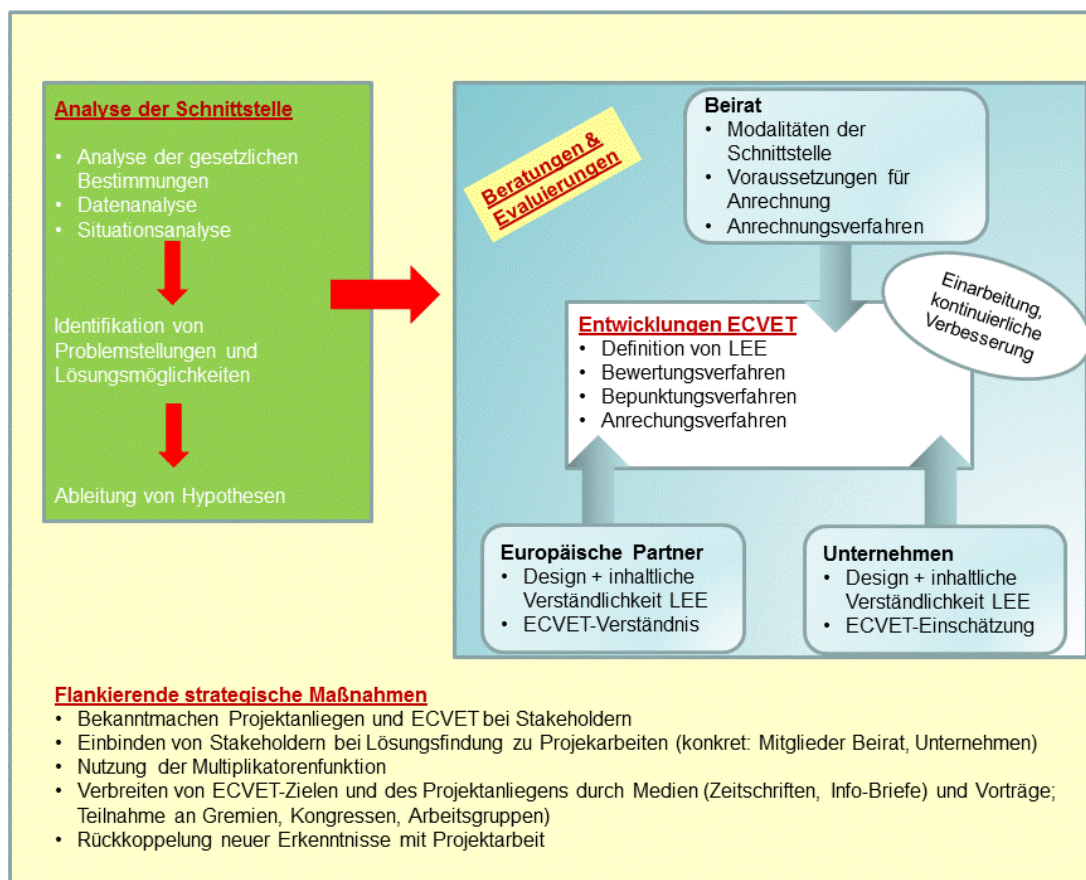 Analyse der Schnittstelle
• Analyse der gesetzlichen
Bestimmungen
• Datenanalyse
• Situationsanalyse
Identifikation von
Problemstellungen und
Lösungsmöglichkeiten
Ableitung von Hypothesen
Beratungen &
Evaluierungen
Beirat
• Modalitäten der
Schnittstelle
• Voraussetzungen für
Anrechnung
• Anrechnungsverfahren
Einarbeitung,
kontinuierliche
Verbesserung
Entwicklungen ECVET
• Definition von LEE
• Bewertungsverfahren
• Bepunktungsverfahren
• Anrechungsverfahren
Europäische Partner
• Design + inhaltliche
Verständlichkeit LEE
• ECVET-Verständnis
Unternehmen
• Design + inhaltliche
Verständlichkeit LEE
• ECVET-Einschätzung
Flankierende strategische Maßnahmen
• Bekanntmachen Projektanliegen und ECVET bei Stakeholdern
• Einbinden von Stakeholdern bei Lösungsfindung zu Projekarbeiten (konkret: Mitglieder Beirat, Unternehmen)
• Nutzung der Multiplikatorenfunktion
• Verbreiten von ECVET-Zielen und des Projektanliegens durch Medien (Zeitschriften, Info-Briefe) und Vorträge;
Teilnahme an Gremien, Kongressen, Arbeitsgruppen)
• Rückkoppelung neuer Erkenntnisse mit Projektarbeit